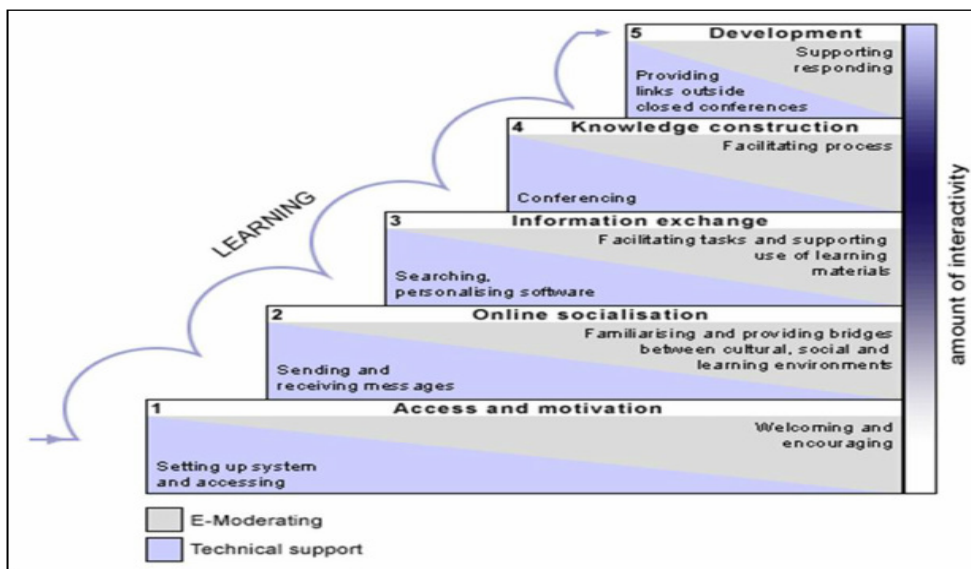 5 Development
Supporting
responding
Providing
links outside
closed conferences
4 Knowledge construction
Facilitating process
Conferencing
3 Information exchange
Facilitating tasks and supporting
use of learning
materials
Searching,
personalising software
2 Online socialisation
Familiarising and providing bridges
between cultural, social and
learning environments
Sending and
receiving messages
1 Access and motivation
Welcoming and
encouraging
Setting up system
and accessing
LEARNING
amount of interactivity
E-Moderating
Technical support